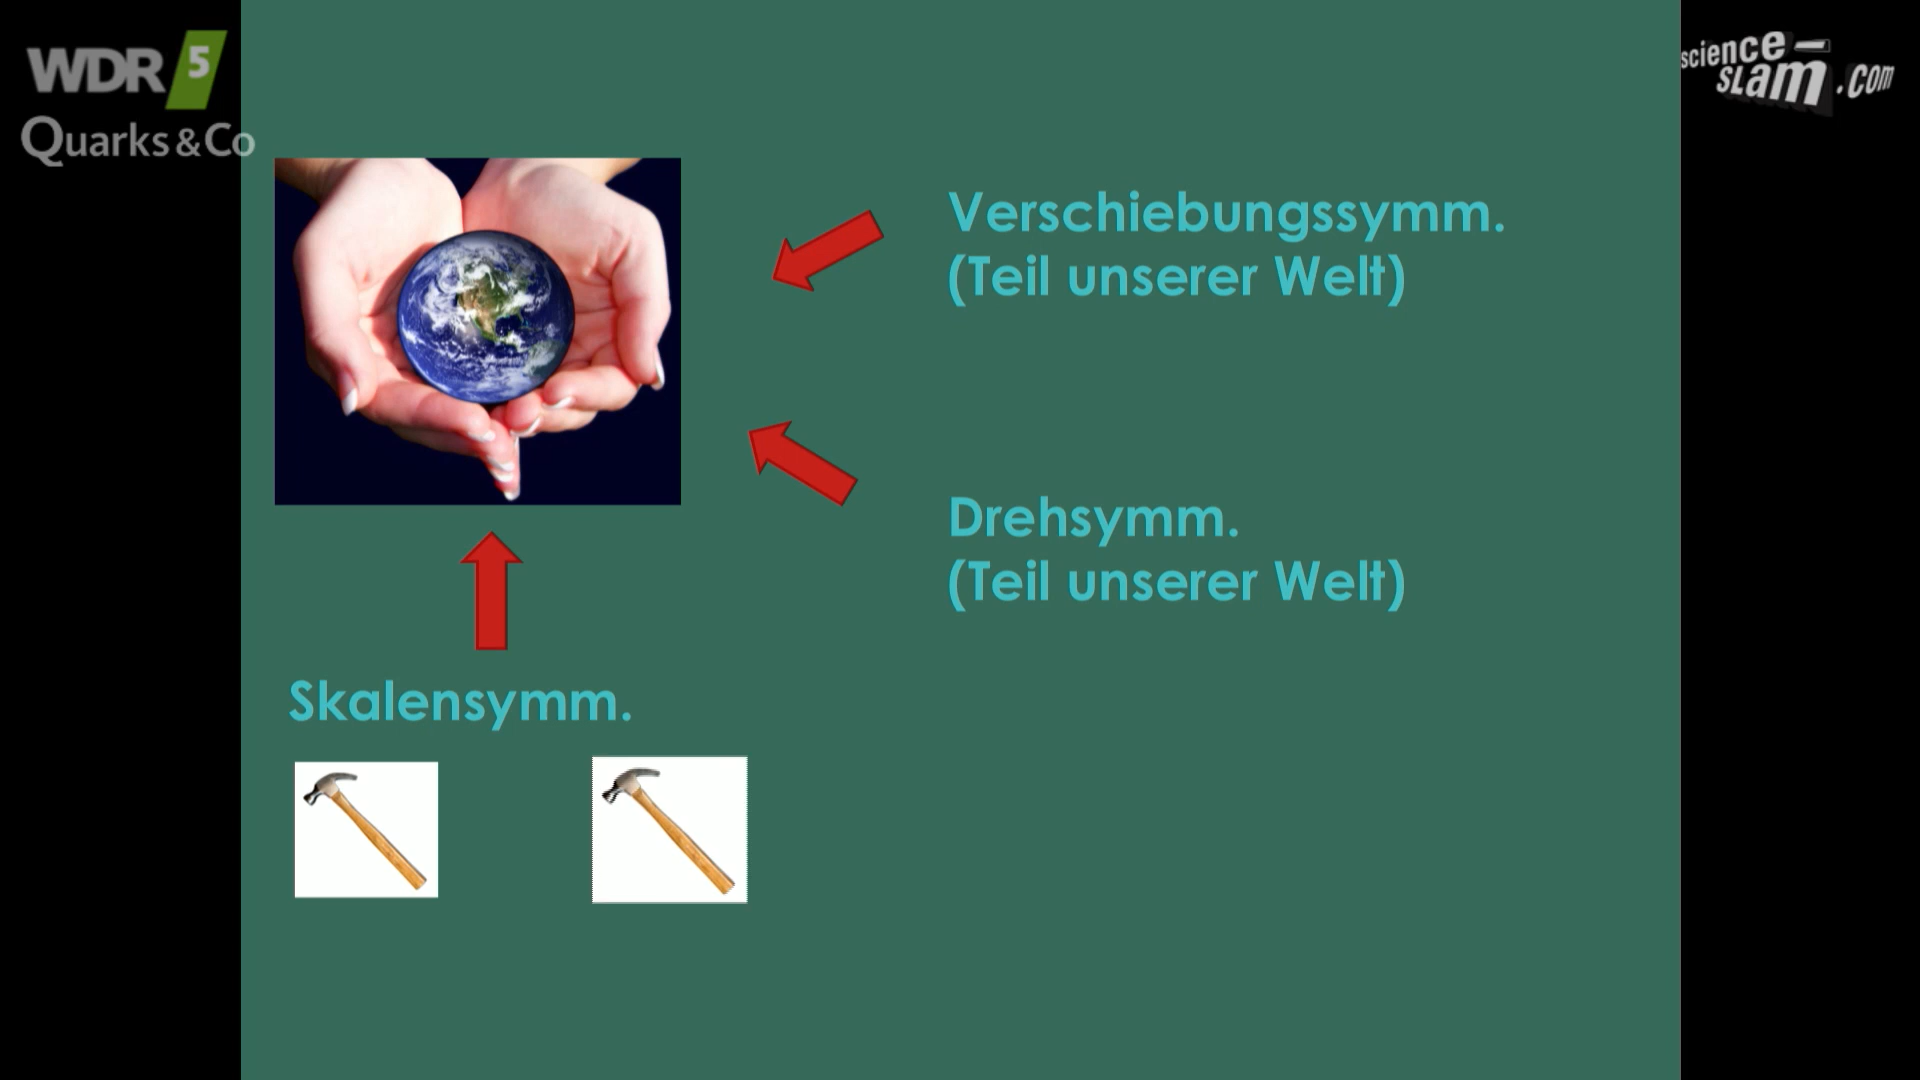 WDR 5
Quarks & Co
science-
SLam.com
Verschiebungssymm.
(Teil unserer Welt)
Drehsymm.
(Teil unserer Welt)
Skalensymm.